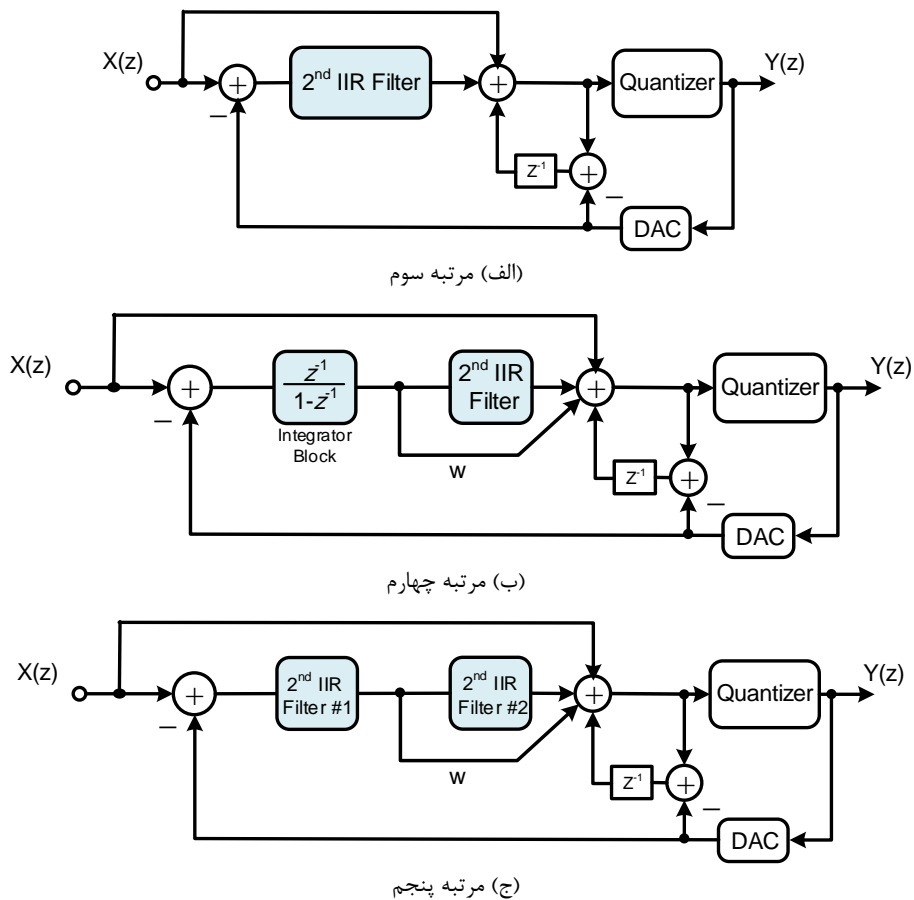 X(z)
2nd IIR Filter
Quantizer
Y(z)
+
+
−
z-1
+
−
DAC
(الف) مرتبه سوم
X(z)
z-1
1-z-1
Integrator
Block
2nd IIR
Filter
Quantizer
Y(z)
+
+
−
w
z-1
+
−
DAC
(ب) مرتبه چهارم
X(z)
2nd IIR
Filter #1
2nd IIR
Filter #2
Quantizer
Y(z)
+
+
−
w
z-1
+
−
DAC
(ج) مرتبه پنجم